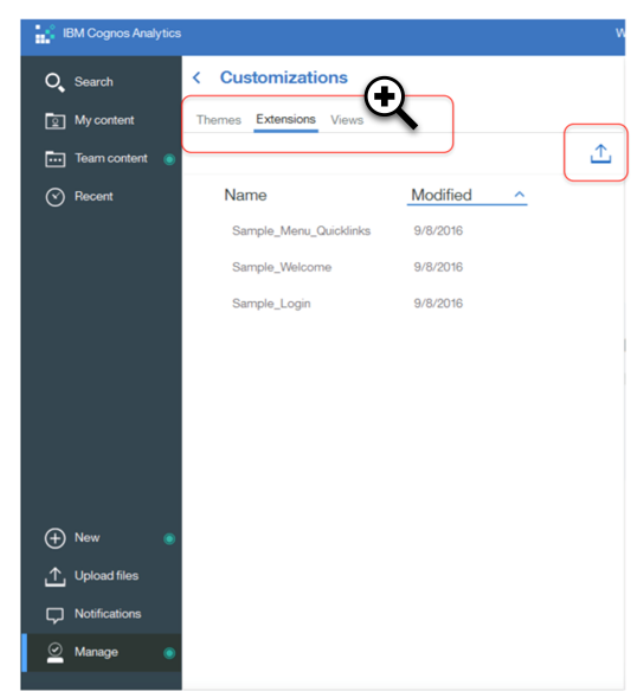 IBM Cognos Analytics
Search
My content
Team content
Recent
New
Upload files
Notifications
Manage
Customizations
Themes Extensions Views
Name Modified
Sample_Menu_Quicklinks 9/8/2016
Sample_Welcome 9/8/2016
Sample_Login 9/8/2016